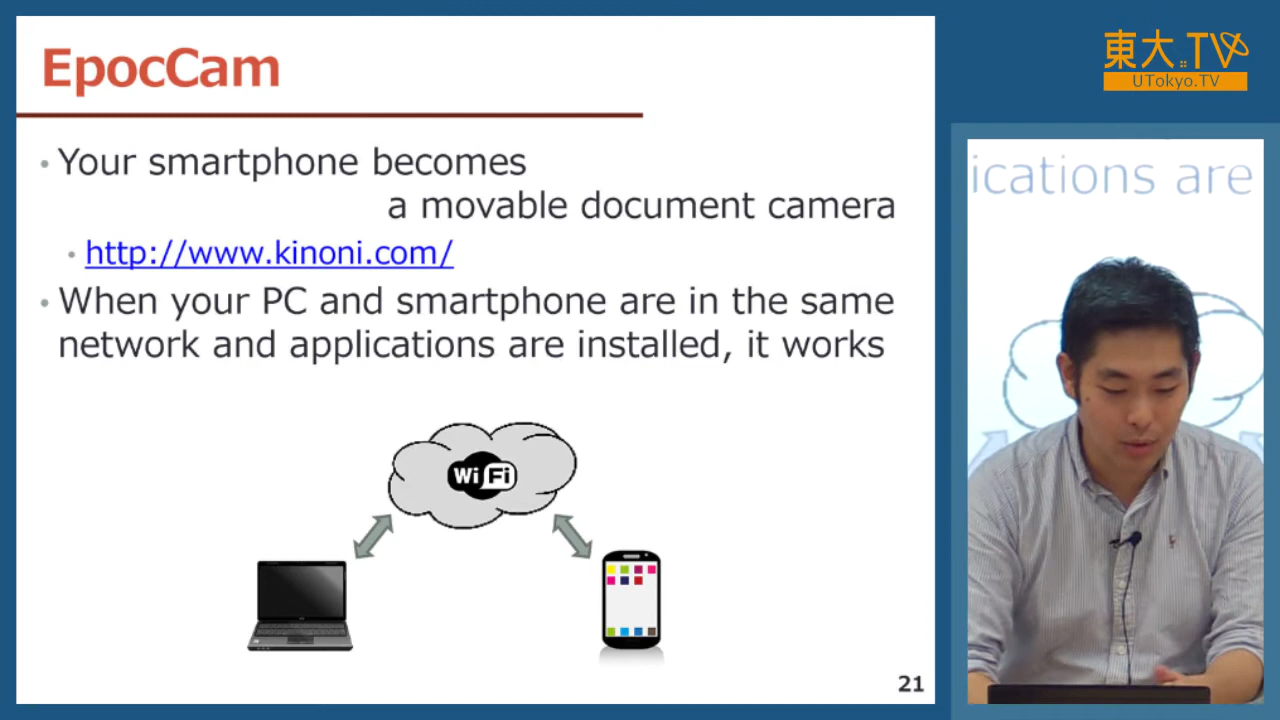 EpocCam
東大.TV
UTokyo.TV
• Your smartphone becomes
a movable document camera
• http://www.kinoni.com/
• When your PC and smartphone are in the same
network and applications are installed, it works
ications are
Wi Fi
21